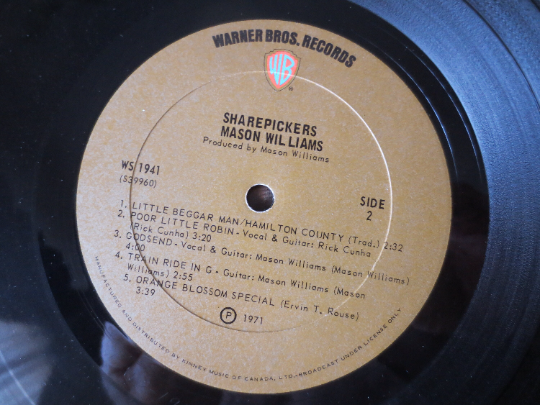 WARNER BROS. RECORDS
WB
SHAREPICKERS
MASON WILLIAMS
Produced by Mason Williams
WS 1941
(S39960)
SIDE
2
1. LITTLE BEGGAR MAN/HAMILTON COUNTY (Trad.) 2:32
2. POOR LITTLE ROBIN - Vocal & Guitar: Rick Cunha
(Rick Cunha) 3:20
3. GODSEND - Vocal & Guitar: Mason Williams (Mason Williams)
4:00
4. TRAIN RIDE IN G - Guitar: Mason Williams (Mason
Williams) 2:55
5. ORANGE BLOSSOM SPECIAL (Ervin T. Rouse)
3:39
Ⓟ 1971
MANUFACTURED AND DISTRIBUTED BY KINNEY MUSIC OF CANADA, LTD.-BROADCAST UNDER LICENSE ONLY